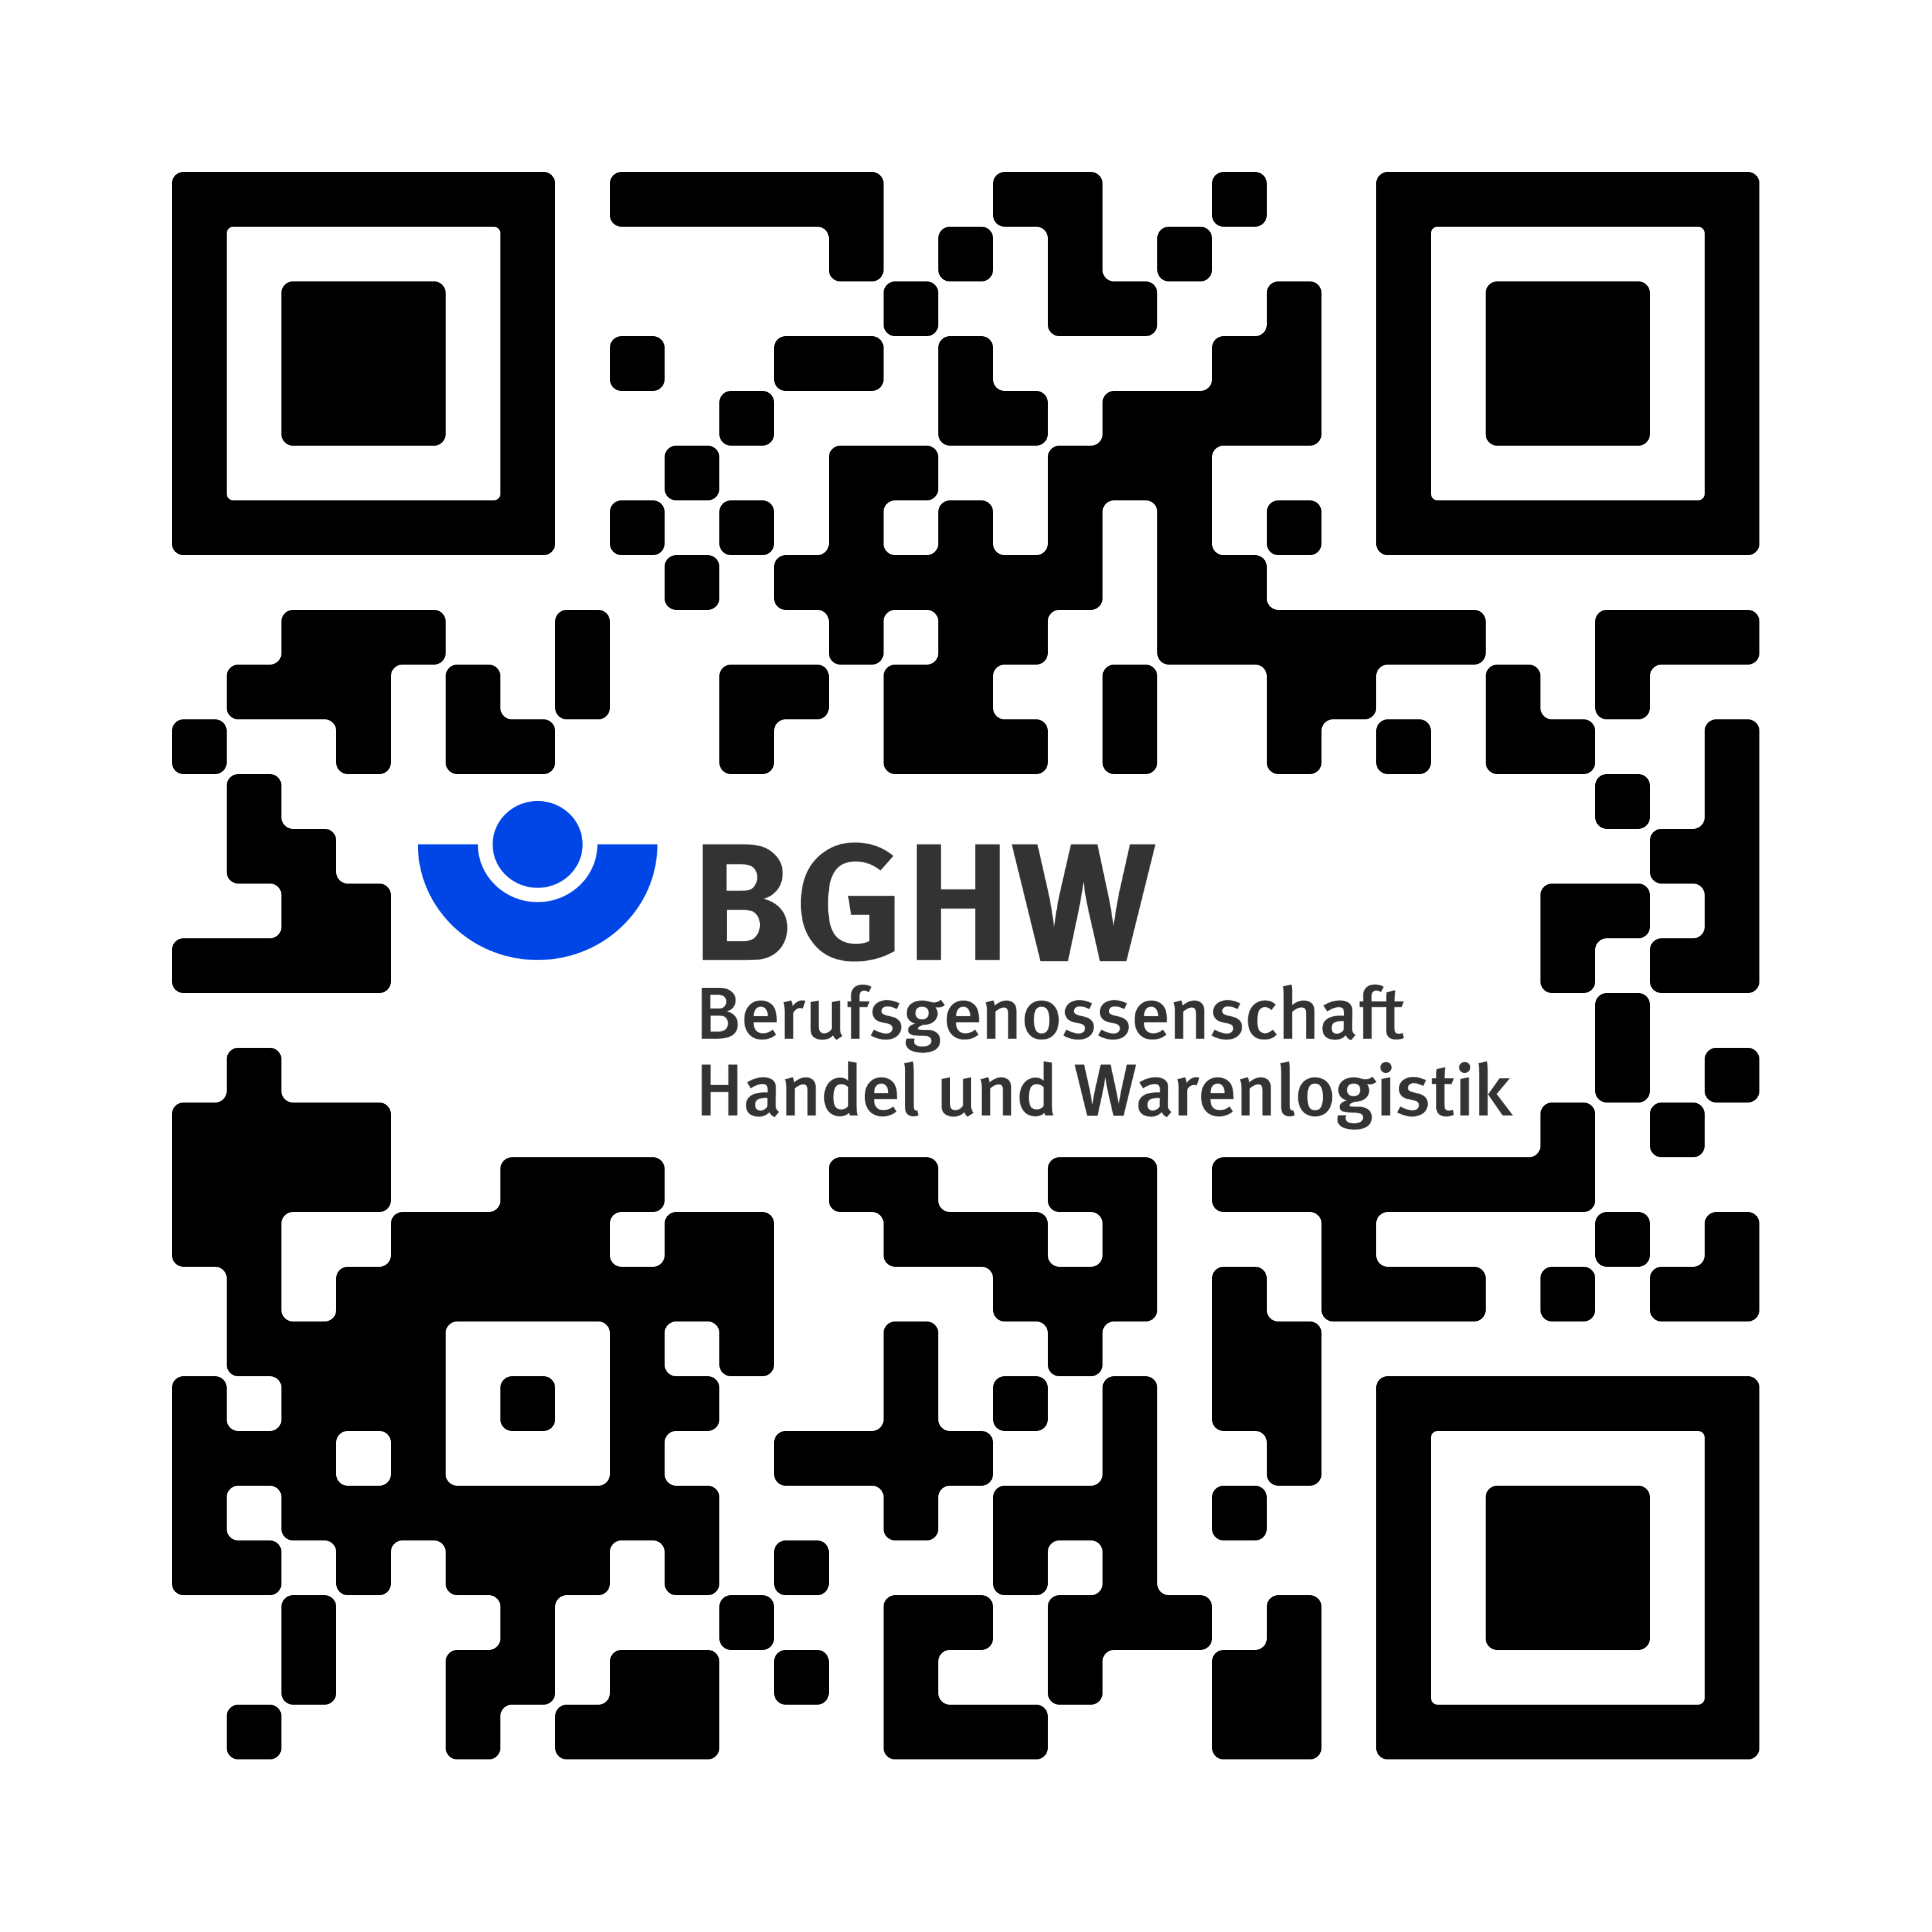 BGHW
Berufsgenossenschaft
Handel und Warenlogistik